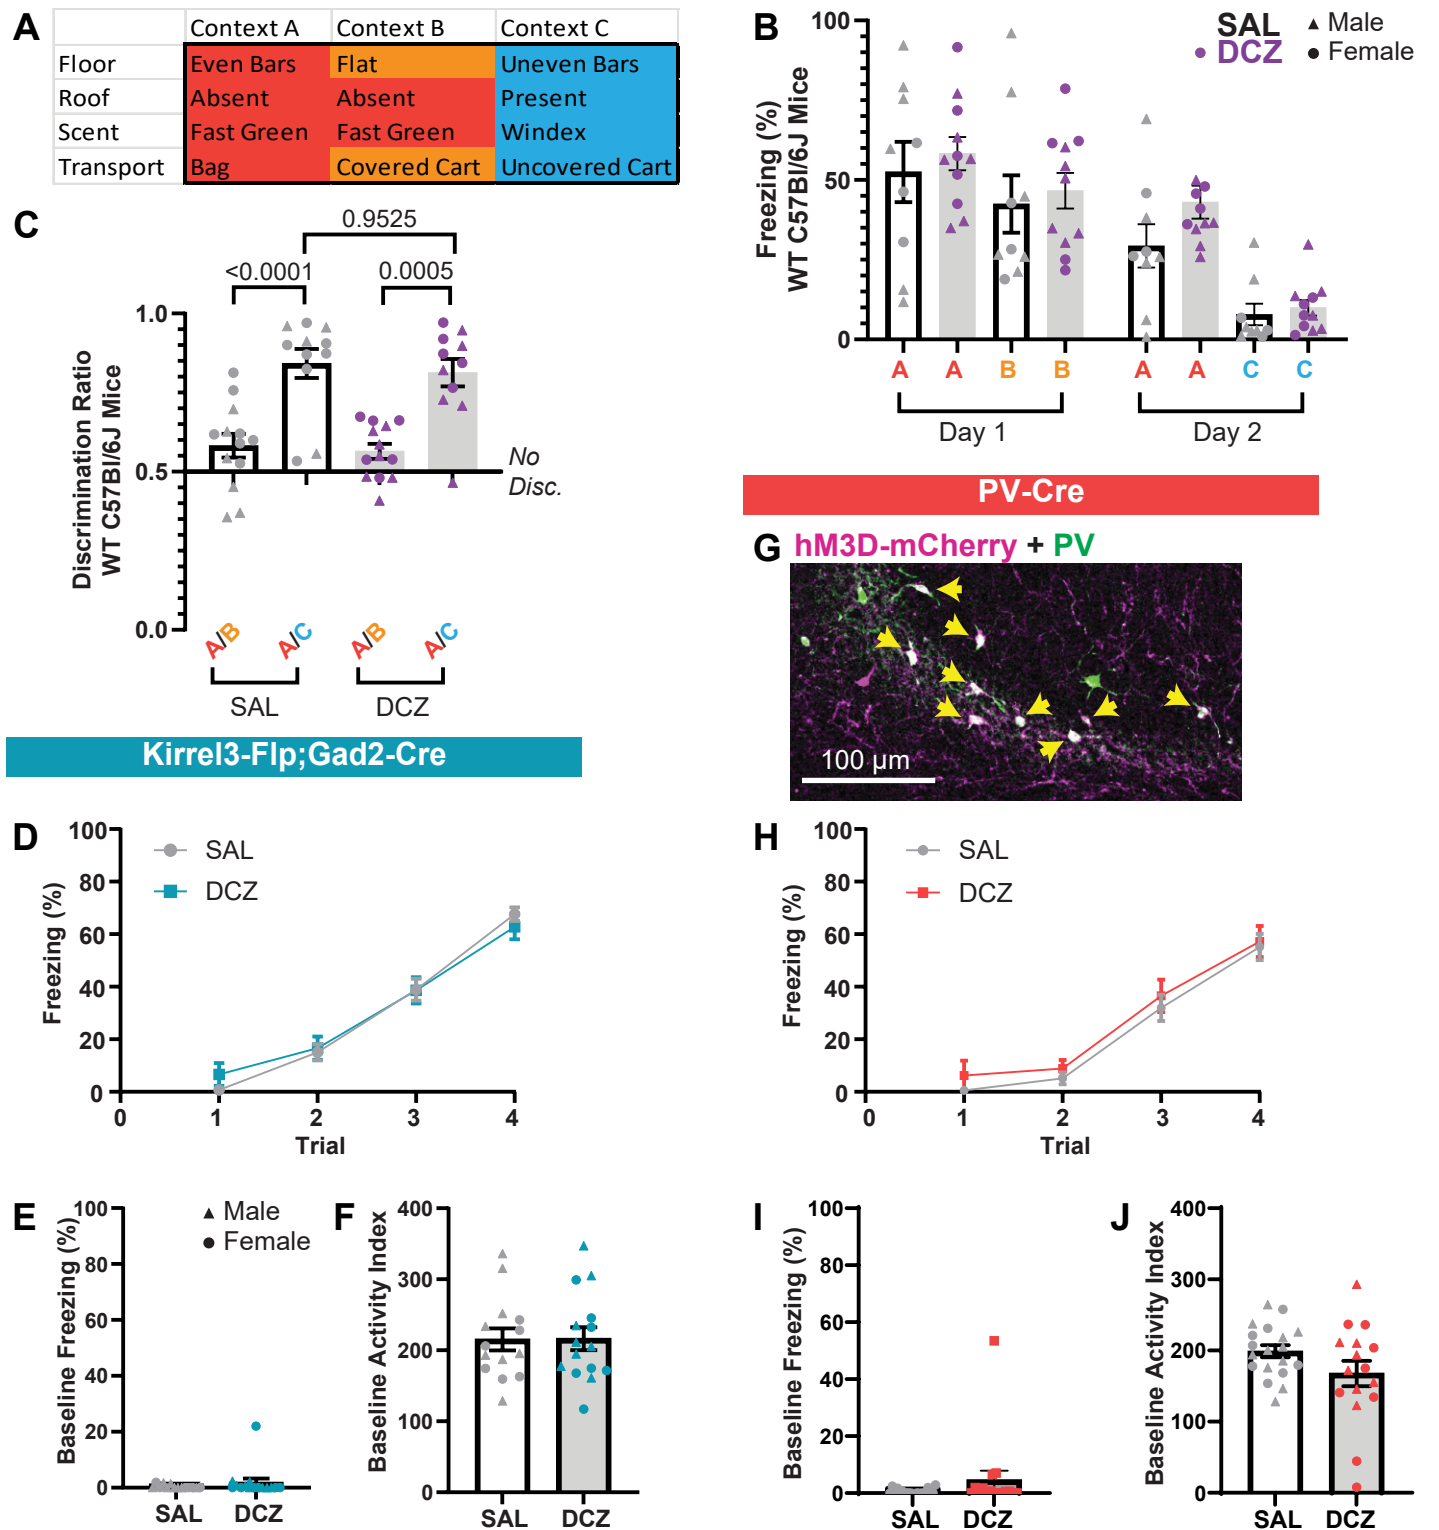 A
Context A Context B Context C
Floor Even Bars Flat Uneven Bars
Roof Absent Absent Present
Scent Fast Green Fast Green Windex
Transport Bag Covered Cart Uncovered Cart
B
Freezing (%)
WT C57Bl/6J Mice
100
50
0
SAL
DCZ
Male
Female
A A B B A A C C
Day 1 Day 2
C
0.9525
<0.0001 0.0005
Discrimination Ratio
WT C57Bl/6J Mice
1.0
0.5
0.0
No
Disc.
A/B A/C A/B A/C
SAL DCZ
Kirrel3-Flp;Gad2-Cre
D
Freezing (%)
100
80
60
40
20
0
SAL
DCZ
0 1 2 3 4
Trial
E
Baseline Freezing (%)
100
80
60
40
20
0
Male
Female
SAL DCZ
F
Baseline Activity Index
400
300
200
100
0
SAL DCZ
PV-Cre
G
hM3D-mCherry + PV
100 µm
H
Freezing (%)
100
80
60
40
20
0
SAL
DCZ
0 1 2 3 4
Trial
I
Baseline Freezing (%)
100
80
60
40
20
0
SAL DCZ
J
Baseline Activity Index
400
300
200
100
0
SAL DCZ